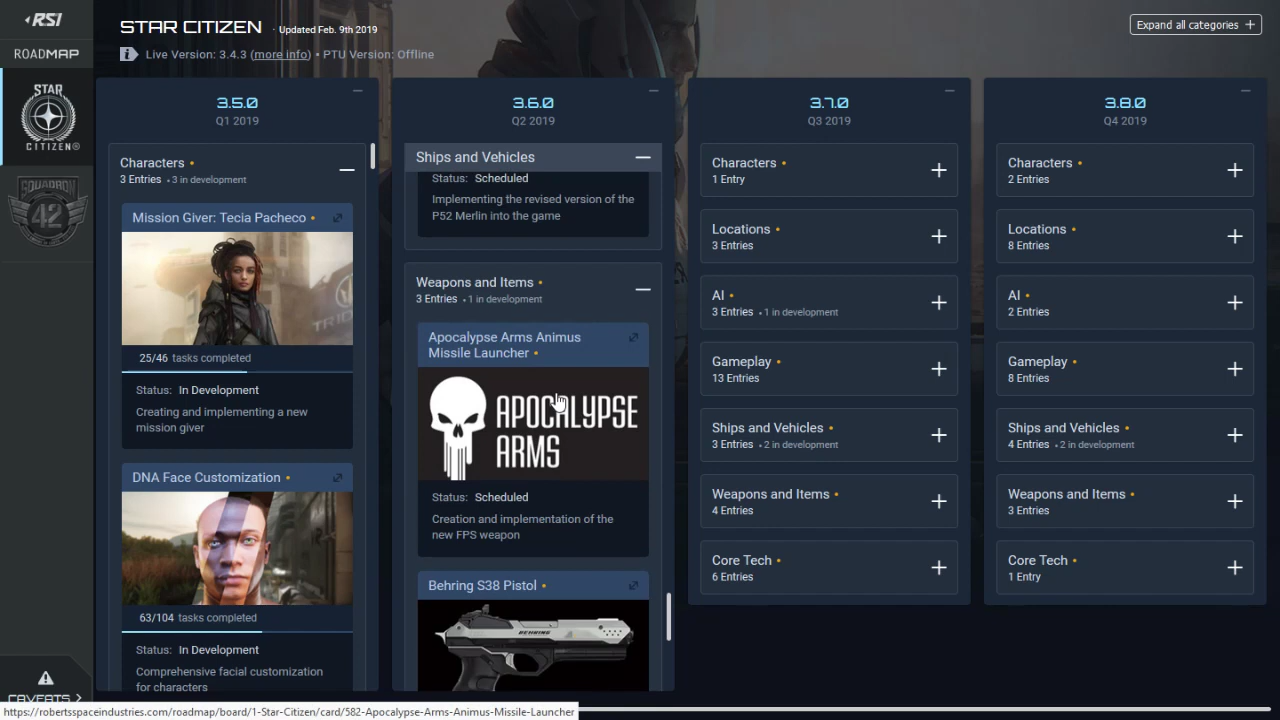 RSI
ROADMAP
STAR
CITIZEN®
SQUADRON
42
CAVEATS
STAR CITIZEN · Updated Feb. 9th 2019
Live Version: 3.4.3 (more info) • PTU Version: Offline
Expand all categories +
3.5.0
Q1 2019
Characters •
3 Entries • 3 in development
Mission Giver: Tecia Pacheco •
25/46 tasks completed
Status: In Development
Creating and implementing a new
mission giver
DNA Face Customization •
63/104 tasks completed
Status: In Development
Comprehensive facial customization
for characters
3.6.0
Q2 2019
Ships and Vehicles
Status: Scheduled
Implementing the revised version of the
P52 Merlin into the game
Weapons and Items •
3 Entries • 1 in development
Apocalypse Arms Animus
Missile Launcher •
APOCALYPSE
ARMS
Status: Scheduled
Creation and implementation of the
new FPS weapon
Behring S38 Pistol •
BEHRING
3.7.0
Q3 2019
Characters •
1 Entry
Locations •
3 Entries
AI •
3 Entries • 1 in development
Gameplay •
13 Entries
Ships and Vehicles •
3 Entries • 2 in development
Weapons and Items •
4 Entries
Core Tech •
6 Entries
3.8.0
Q4 2019
Characters •
2 Entries
Locations •
8 Entries
AI •
2 Entries
Gameplay •
8 Entries
Ships and Vehicles •
4 Entries • 2 in development
Weapons and Items •
3 Entries
Core Tech •
1 Entry
https://robertsspaceindustries.com/roadmap/board/1-Star-Citizen/card/582-Apocalypse-Arms-Animus-Missile-Launcher